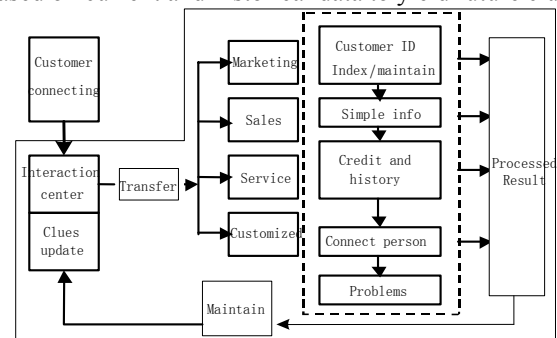 Customer
connecting
Interaction
center
Clues
update
Transfer
Marketing
Sales
Service
Customized
Customer ID
Index/maintain
Simple info
Credit and
history
Connect person
Problems
Processed
Result
Maintain